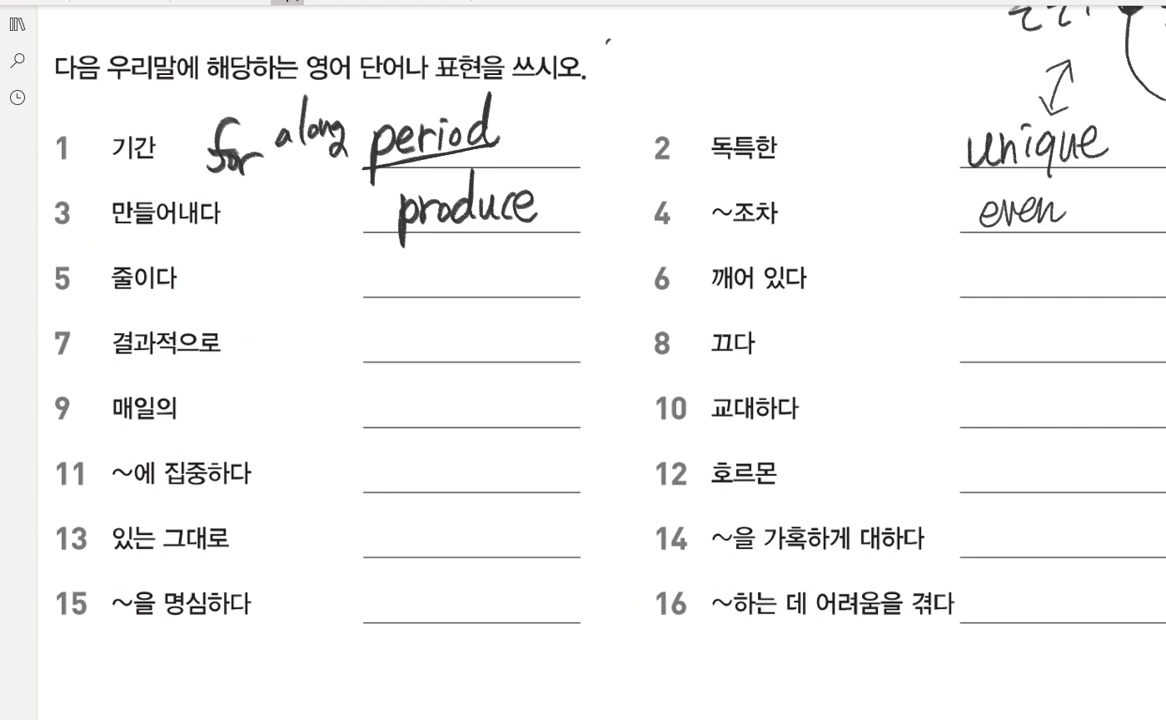 다음 우리말에 해당하는 영어 단어나 표현을 쓰시오.
1 기간 for a long period
2 독특한 unique
3 만들어내다 produce
4 ~조차 even
5 줄이다
6 깨어 있다
7 결과적으로
8 끄다
9 매일의
10 교대하다
11 ~에 집중하다
12 호르몬
13 있는 그대로
14 ~을 가혹하게 대하다
15 ~을 명심하다
16 ~하는 데 어려움을 겪다